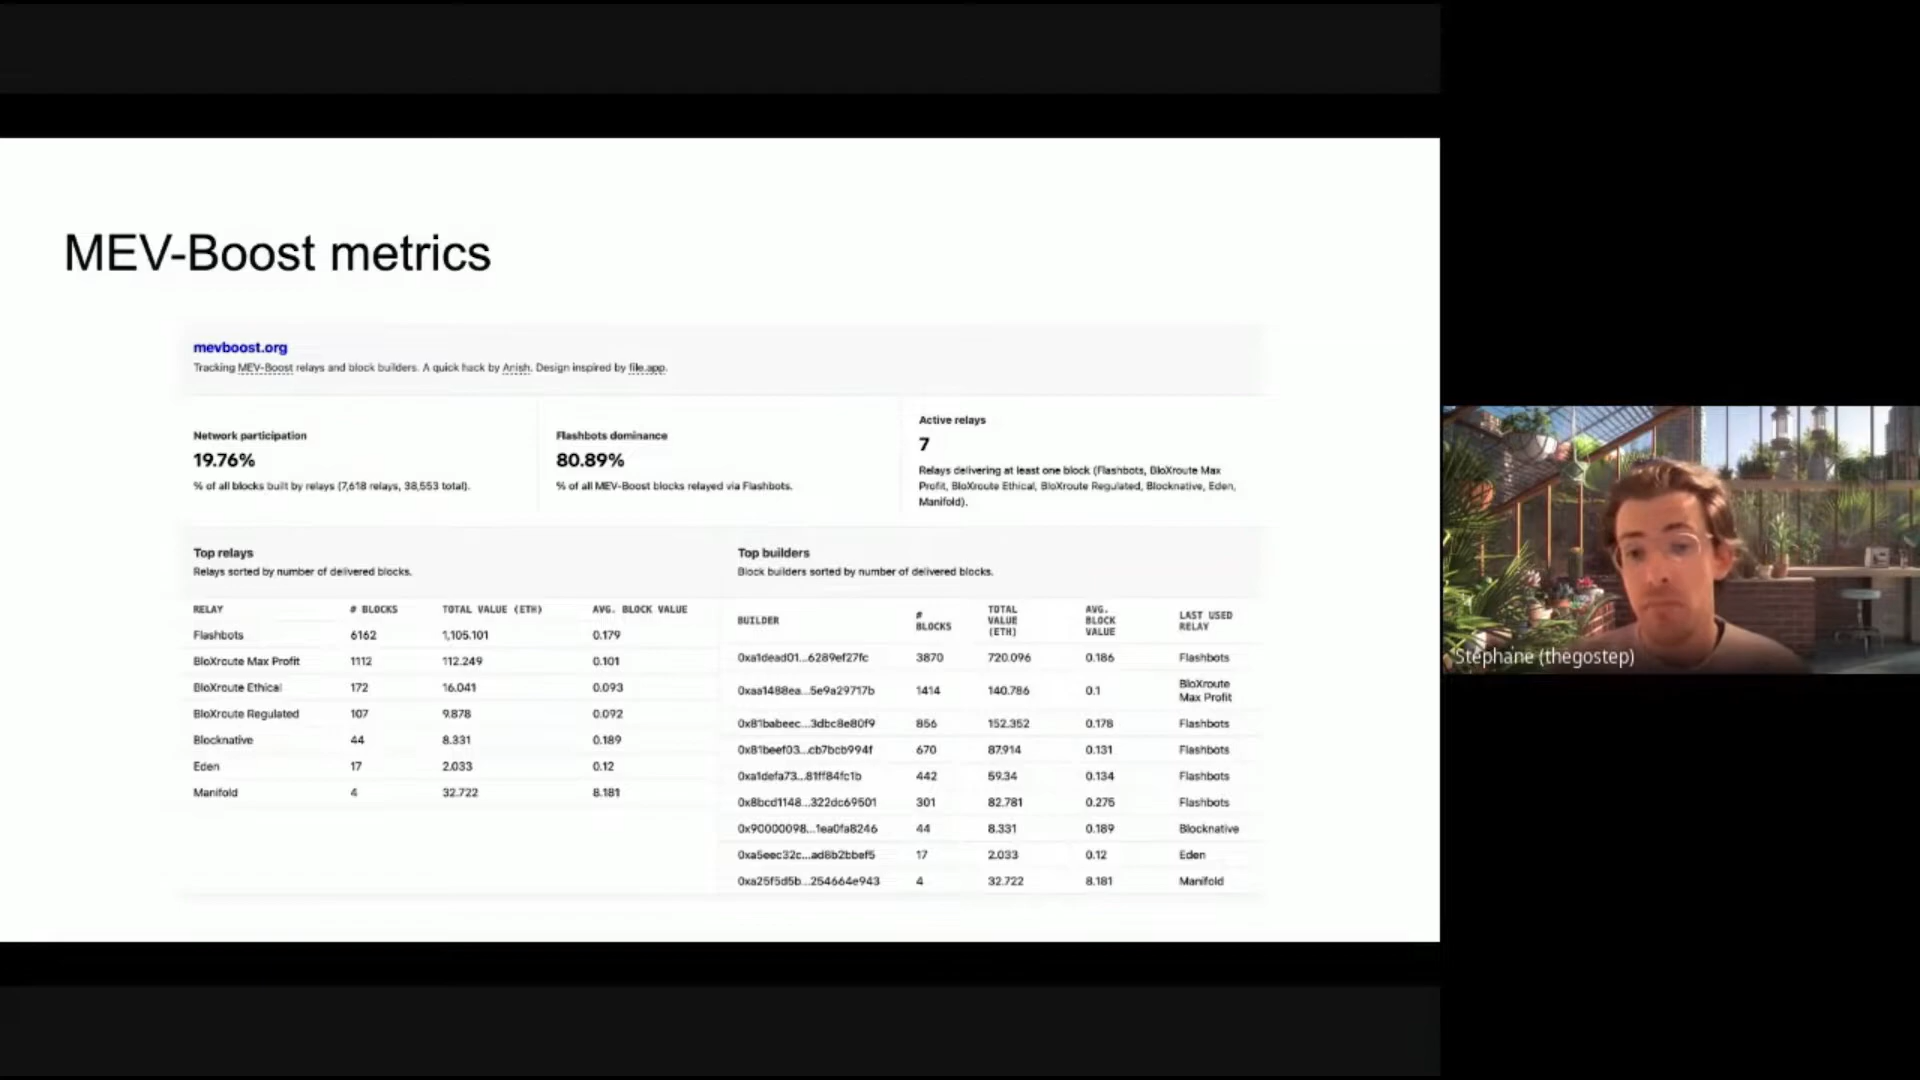 MEV-Boost metrics
mevboost.org
Tracking MEV-Boost relays and block builders. A quick hack by Anish. Design inspired by file.app.
Network participation
19.76%
% of all blocks built by relays (7,618 relays, 38,553 total).
Flashbots dominance
80.89%
% of all MEV-Boost blocks relayed via Flashbots.
Active relays
7
Relays delivering at least one block (Flashbots, BloXroute Max
Profit, BloXroute Ethical, BloXroute Regulated, Blocknative, Eden,
Manifold).
Top relays
Relays sorted by number of delivered blocks.
RELAY # BLOCKS TOTAL VALUE (ETH) AVG. BLOCK VALUE
Flashbots 6162 1,105.101 0.179
BloXroute Max Profit 1112 112.249 0.101
BloXroute Ethical 172 16.041 0.093
BloXroute Regulated 107 9.878 0.092
Blocknative 44 8.331 0.189
Eden 17 2.033 0.12
Manifold 4 32.722 8.181
Top builders
Block builders sorted by number of delivered blocks.
BUILDER # BLOCKS TOTAL VALUE (ETH) AVG. BLOCK VALUE LAST USED RELAY
0xa1dead01...6289ef27fc 3870 720.096 0.186 Flashbots
0xaa1488ea...5e9a29717b 1414 140.786 0.1 BloXroute Max Profit
0x81babeec...3dbc8e80f9 856 152.352 0.178 Flashbots
0x81beef03...cb7bcb994f 670 87.914 0.131 Flashbots
0xa1defa73...81ff84fc1b 442 59.34 0.134 Flashbots
0x8bcd1148...322dc69501 301 82.781 0.275 Flashbots
0x90000098...1ea0fa8246 44 8.331 0.189 Blocknative
0xa5eec32c...ad8b2bbef5 17 2.033 0.12 Eden
0xa25f5d5b...254664e943 4 32.722 8.181 Manifold
Stephane (thegostep)